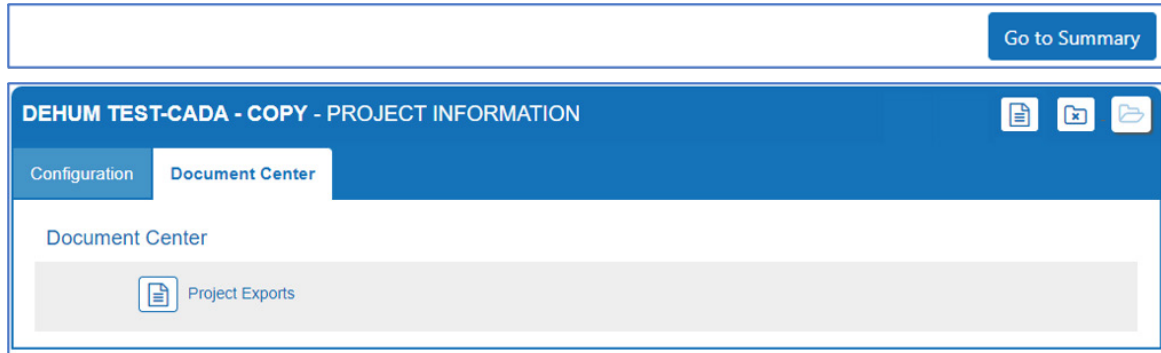 Go to Summary
DEHUM TEST-CADA - COPY - PROJECT INFORMATION
Configuration Document Center
Document Center
Project Exports